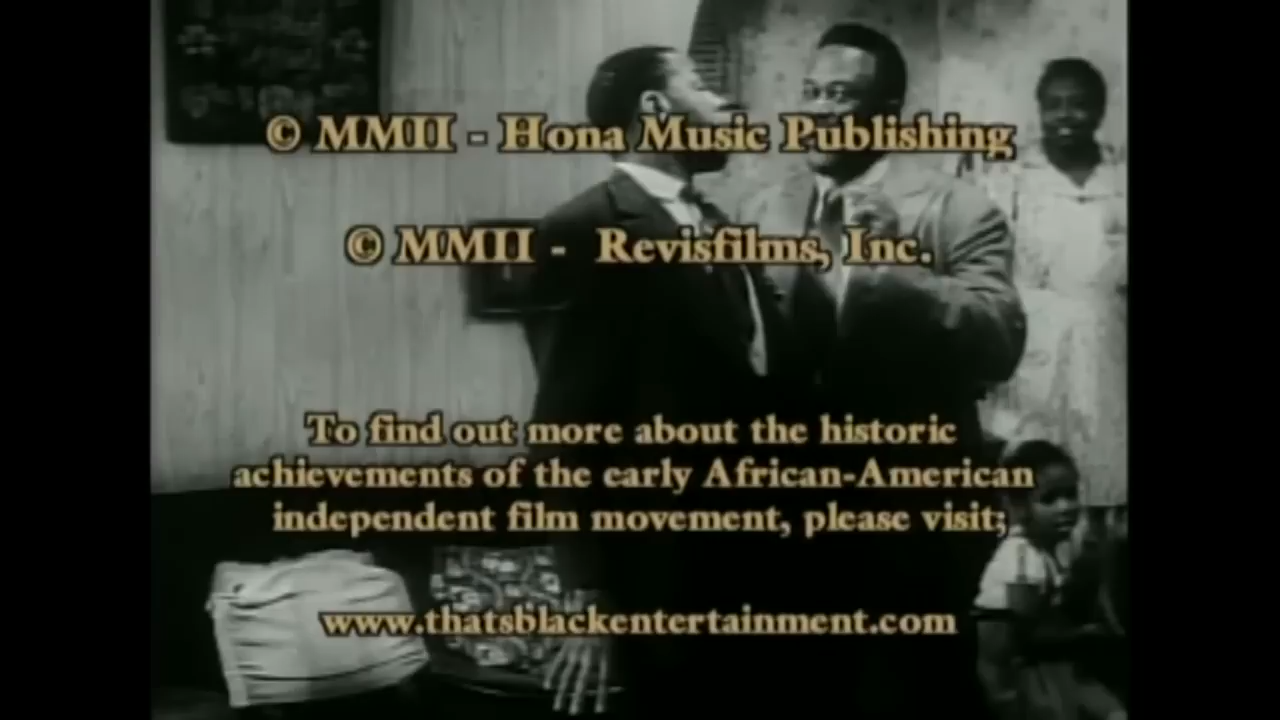 © MMII - Hona Music Publishing
© MMII - Revisfilms, Inc.
To find out more about the historic
achievements of the early African-American
independent film movement, please visit;
www.thatsblackentertainment.com